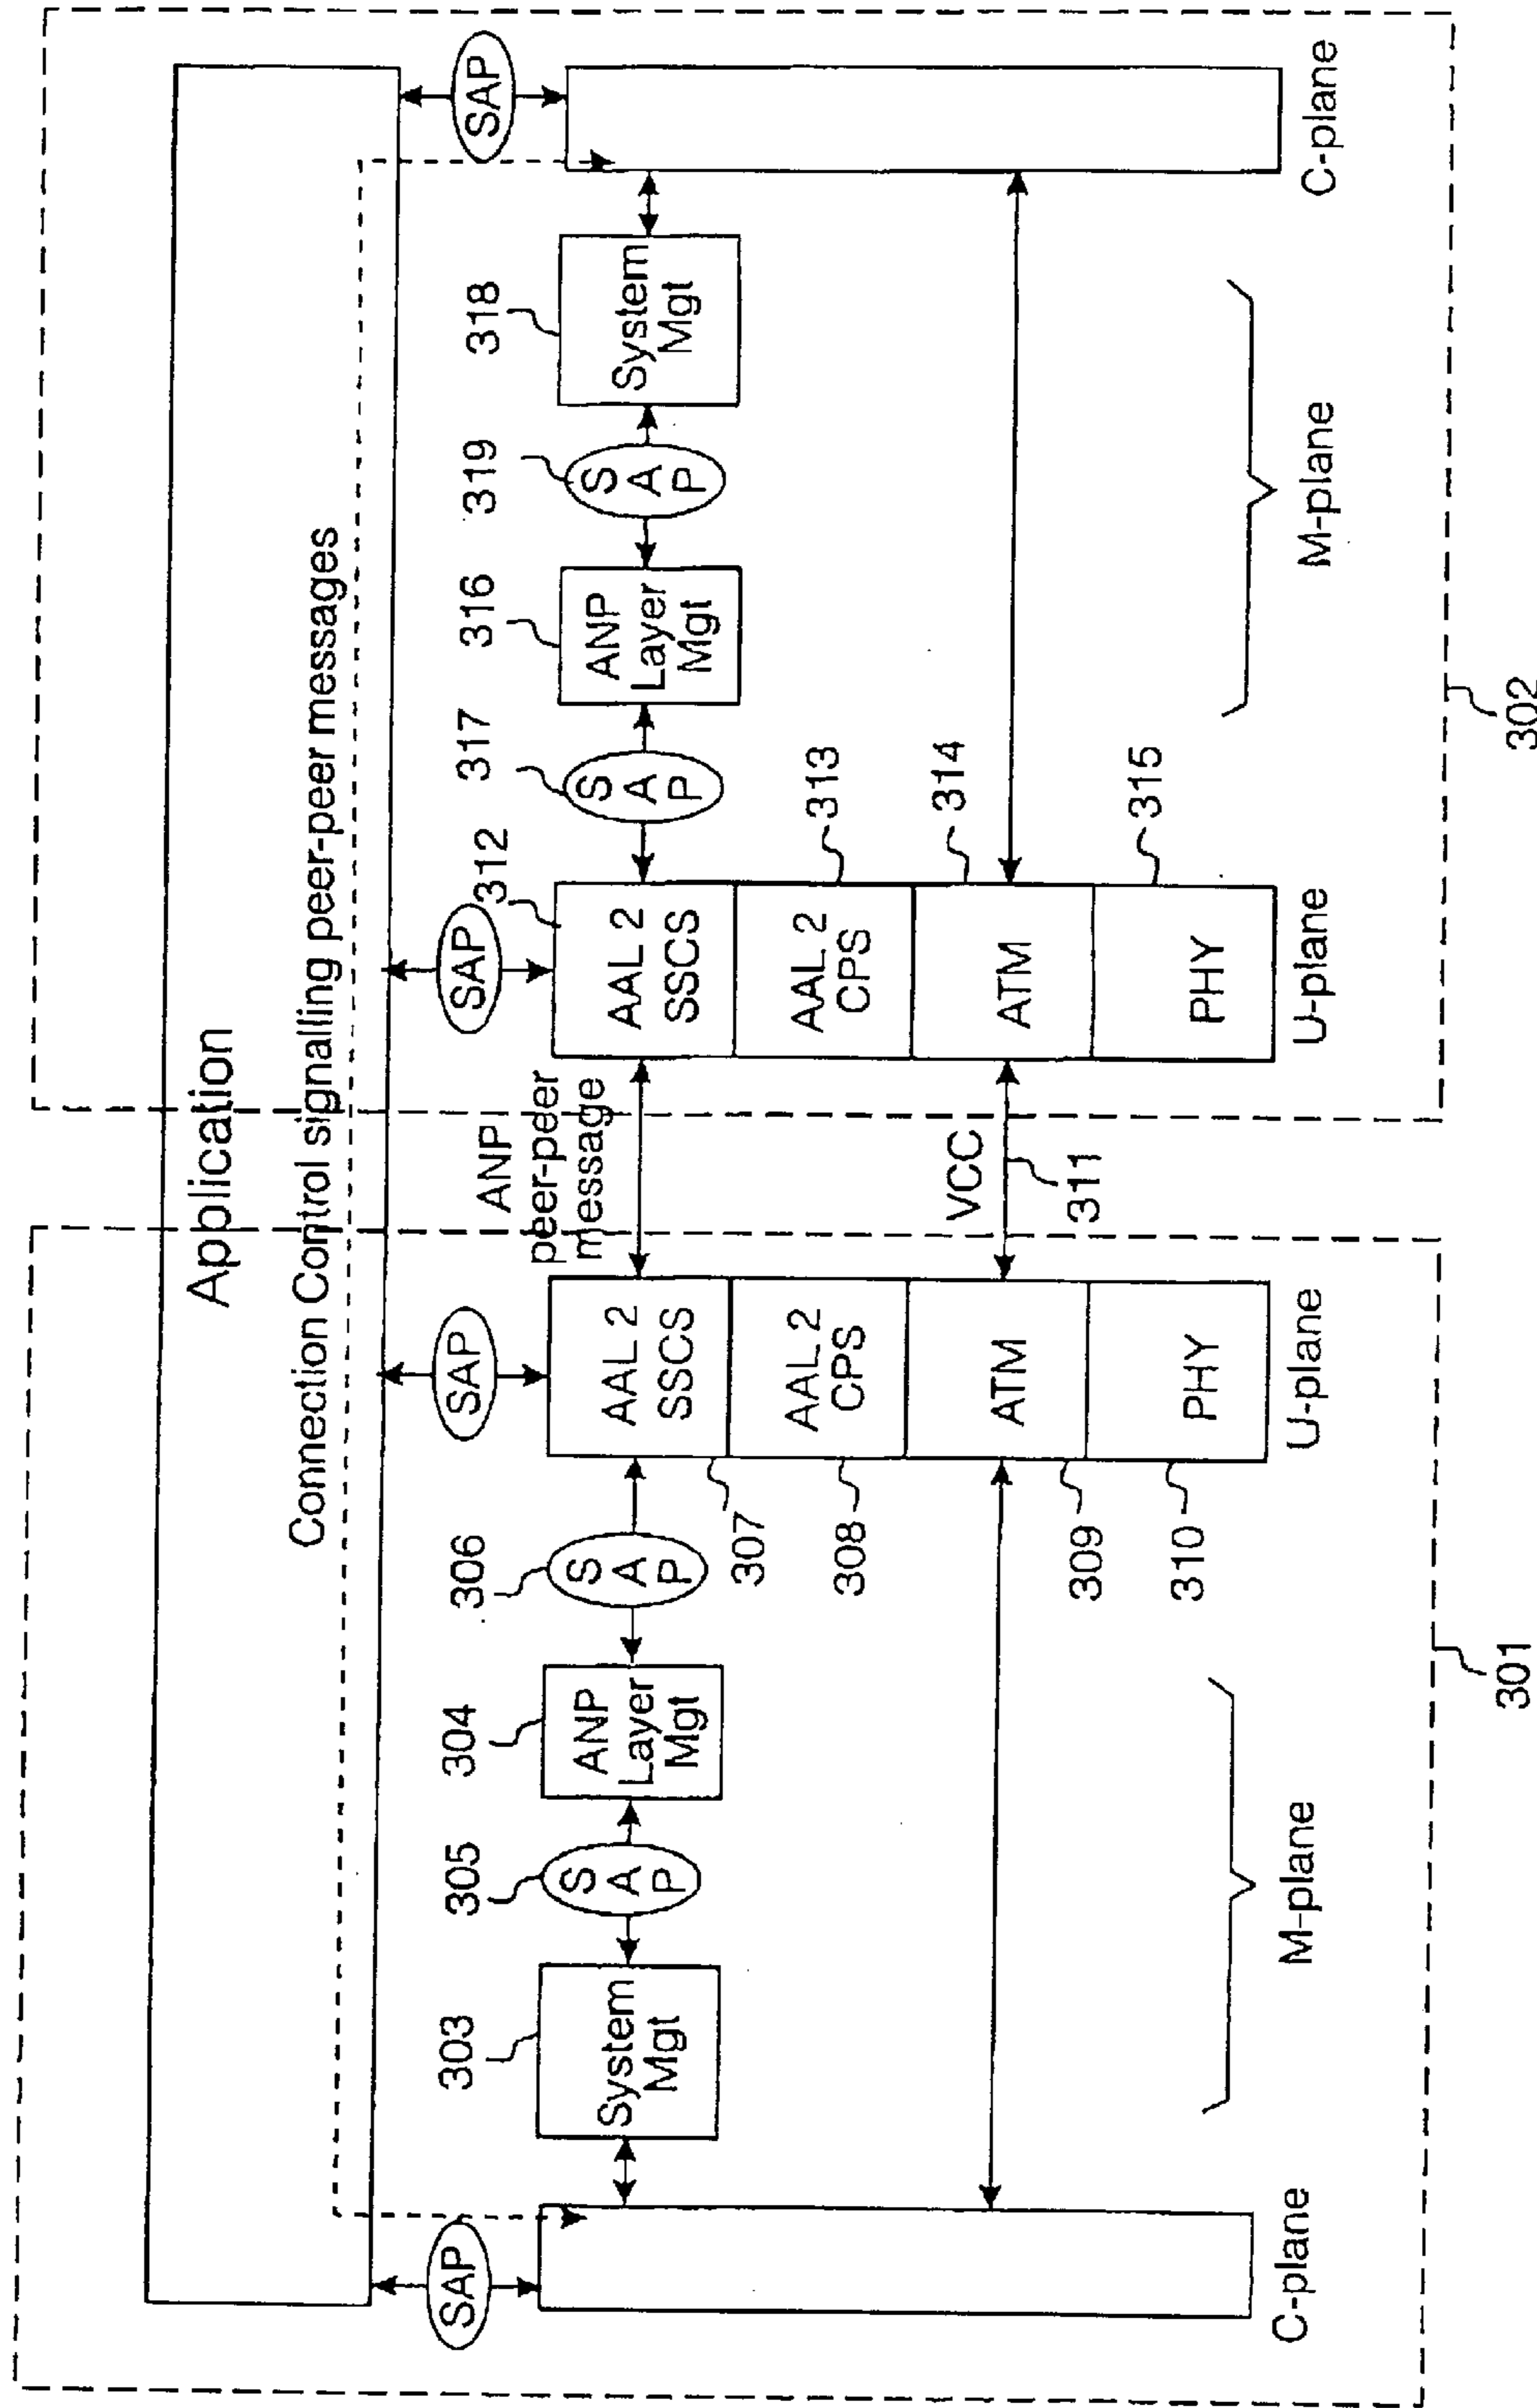 Application
Connection Control signalling peer-peer messages
SAP
SAP
SAP
SAP
303
305
304
306
312
317
316
319
318
System
Mgt
S
A
P
ANP
Layer
Mgt
S
A
P
AAL 2
SSCS
ANP
peer-peer
message
AAL 2
SSCS
S
A
P
ANP
Layer
Mgt
S
A
P
System
Mgt
307
AAL 2
CPS
AAL 2
CPS
313
308
ATM
VCC
311
ATM
314
309
PHY
PHY
315
310
C-plane
M-plane
U-plane
U-plane
M-plane
C-plane
301
302